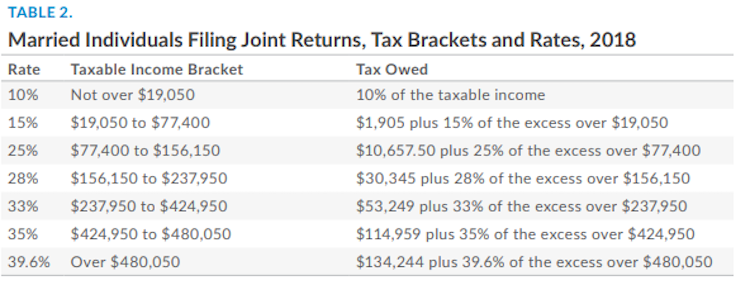 TABLE 2.
Married Individuals Filing Joint Returns, Tax Brackets and Rates, 2018
Rate Taxable Income Bracket Tax Owed
10% Not over $19,050 10% of the taxable income
15% $19,050 to $77,400 $1,905 plus 15% of the excess over $19,050
25% $77,400 to $156,150 $10,657.50 plus 25% of the excess over $77,400
28% $156,150 to $237,950 $30,345 plus 28% of the excess over $156,150
33% $237,950 to $424,950 $53,249 plus 33% of the excess over $237,950
35% $424,950 to $480,050 $114,959 plus 35% of the excess over $424,950
39.6% Over $480,050 $134,244 plus 39.6% of the excess over $480,050